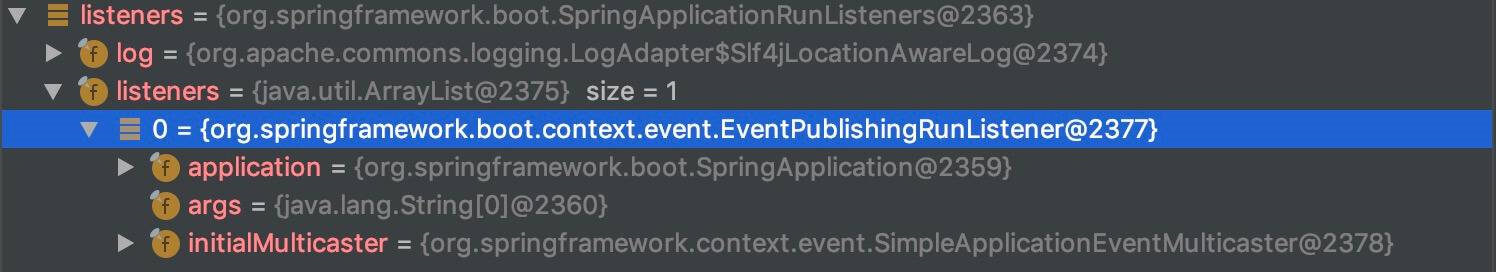 listeners = {org.springframework.boot.SpringApplicationRunListeners@2363}
f log = {org.apache.commons.logging.LogAdapter$Slf4jLocationAwareLog@2374}
f listeners = {java.util.ArrayList@2375} size = 1
0 = {org.springframework.boot.context.event.EventPublishingRunListener@2377}
f application = {org.springframework.boot.SpringApplication@2359}
f args = {java.lang.String[0]@2360}
f initialMulticaster = {org.springframework.context.event.SimpleApplicationEventMulticaster@2378}